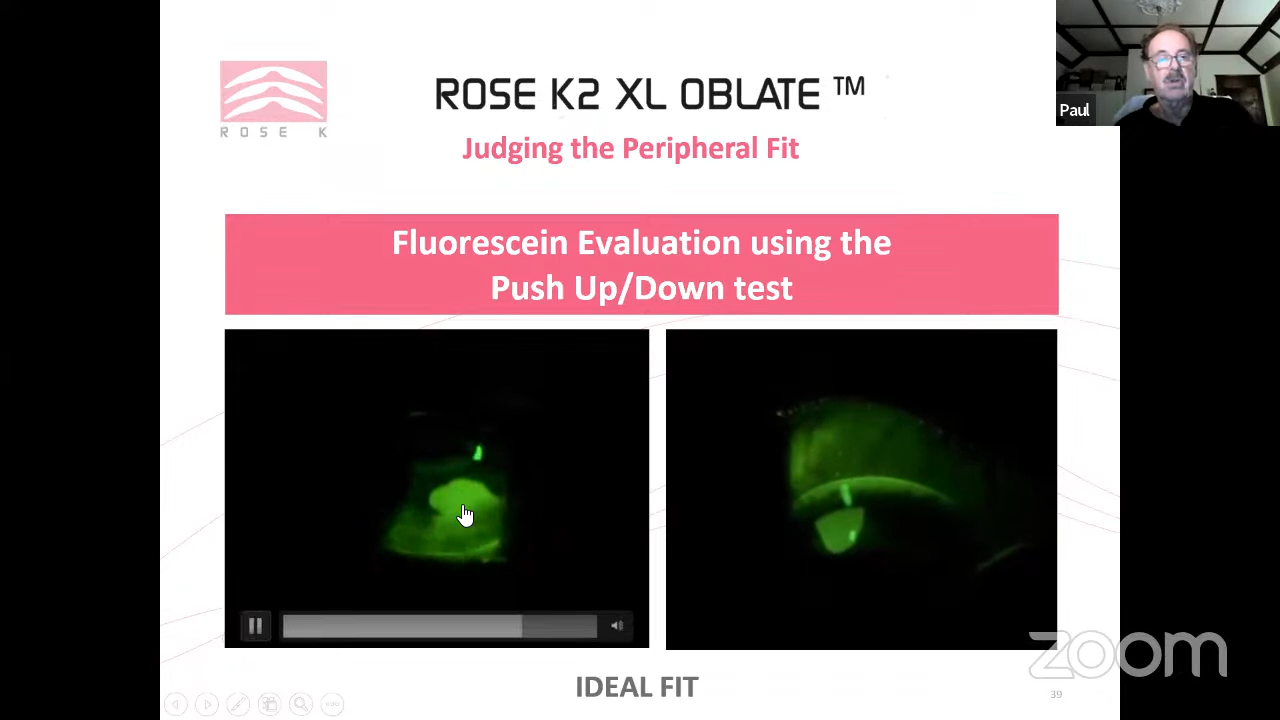 ROSE K
ROSE K2 XL OBLATE ™
Judging the Peripheral Fit
Paul
Fluorescein Evaluation using the
Push Up/Down test
IDEAL FIT
zoom
39